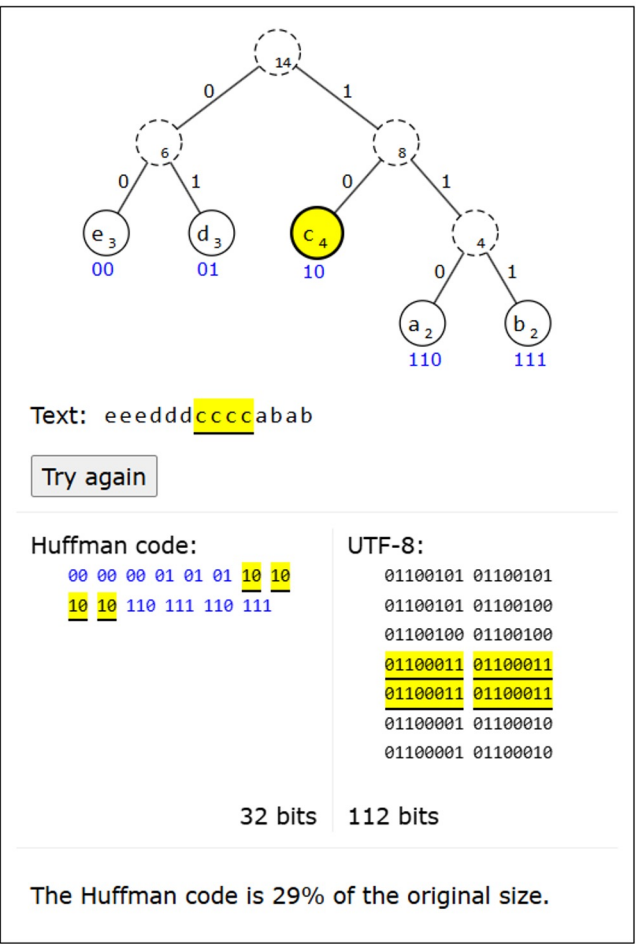 14
0 1
6 8
0 1 0 1
e 3 d 3 c 4 4
00 01 10 0 1
a 2 b 2
110 111
Text: eeedddccccabab
Try again
Huffman code: UTF-8:
00 00 00 01 01 01 10 10 01100101 01100101
10 10 110 111 110 111 01100101 01100100
01100100 01100100
01100011 01100011
01100011 01100011
01100001 01100010
01100001 01100010
32 bits 112 bits
The Huffman code is 29% of the original size.